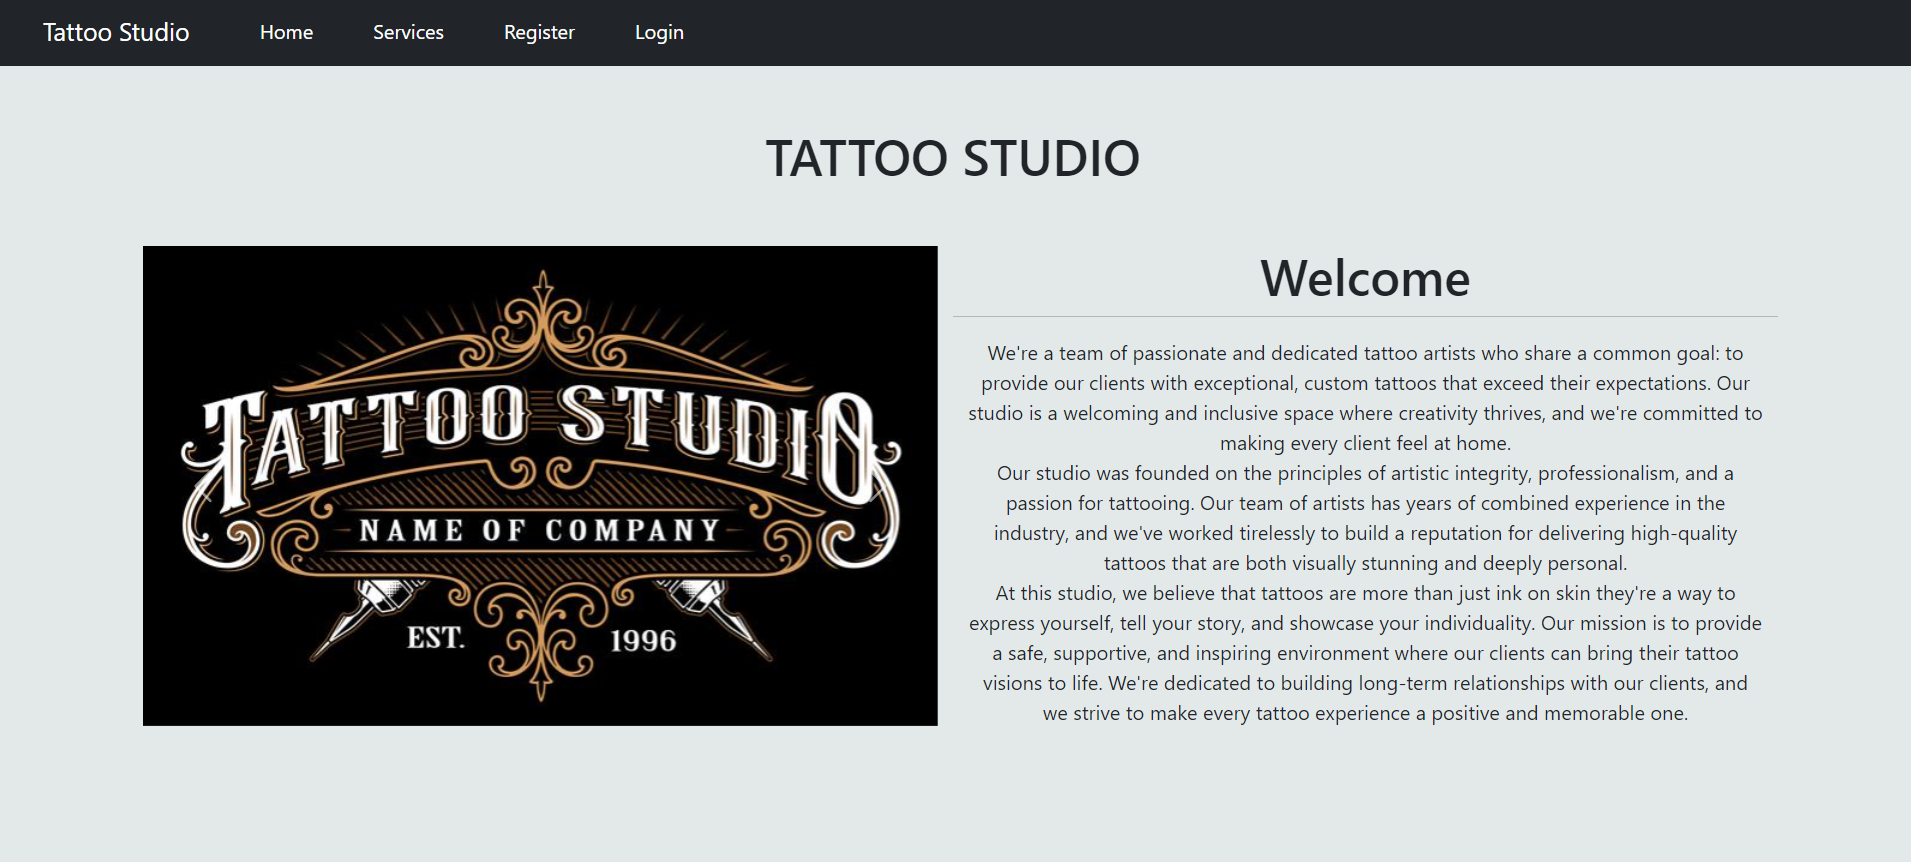 Tattoo Studio Home Services Register Login
TATTOO STUDIO
TATTOO STUDIO
NAME OF COMPANY
EST. 1996
Welcome
We're a team of passionate and dedicated tattoo artists who share a common goal: to
provide our clients with exceptional, custom tattoos that exceed their expectations. Our
studio is a welcoming and inclusive space where creativity thrives, and we're committed to
making every client feel at home.
Our studio was founded on the principles of artistic integrity, professionalism, and a
passion for tattooing. Our team of artists has years of combined experience in the
industry, and we've worked tirelessly to build a reputation for delivering high-quality
tattoos that are both visually stunning and deeply personal.
At this studio, we believe that tattoos are more than just ink on skin they're a way to
express yourself, tell your story, and showcase your individuality. Our mission is to provide
a safe, supportive, and inspiring environment where our clients can bring their tattoo
visions to life. We're dedicated to building long-term relationships with our clients, and
we strive to make every tattoo experience a positive and memorable one.